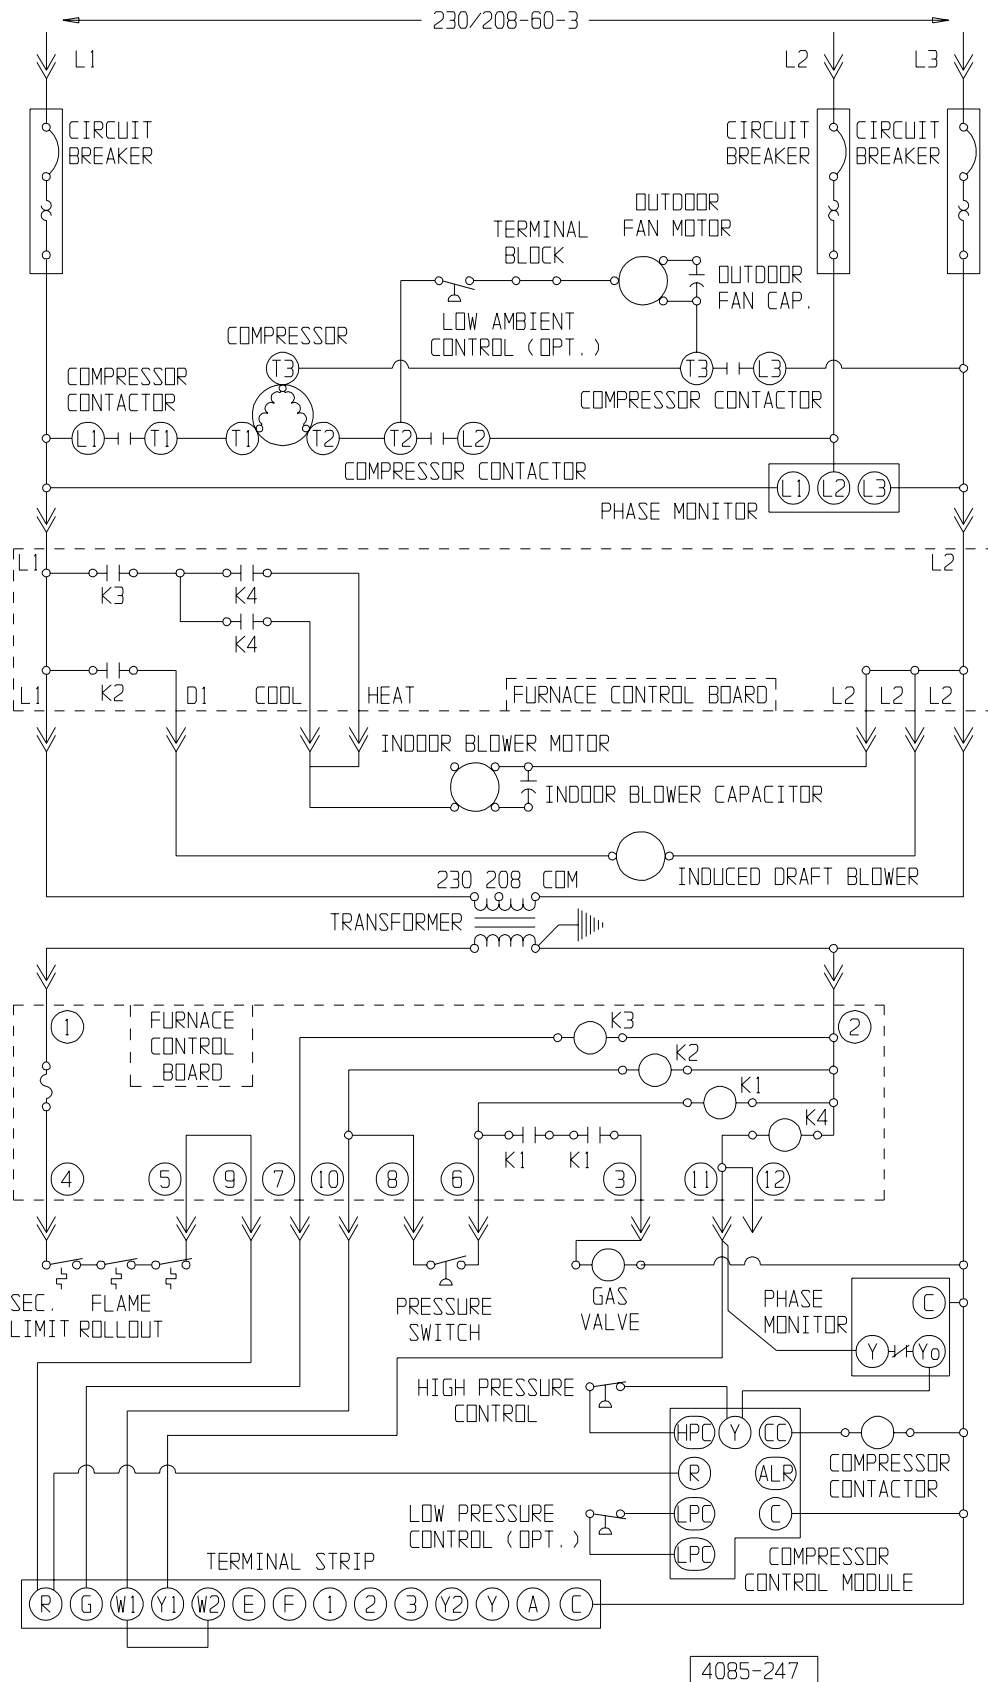 230/208-60-3
L1
L2
L3
CIRCUIT
BREAKER
CIRCUIT
BREAKER
CIRCUIT
BREAKER
OUTDOOR
FAN MOTOR
TERMINAL
BLOCK
OUTDOOR
FAN CAP.
LOW AMBIENT
CONTROL (OPT.)
COMPRESSOR
T3
T3
L3
COMPRESSOR
CONTACTOR
COMPRESSOR CONTACTOR
L1
T1
T1
T2
T2
L2
COMPRESSOR CONTACTOR
L1
L2
L3
PHASE MONITOR
L1
L2
K3
K4
K4
K2
L1
D1
COOL
HEAT
FURNACE CONTROL BOARD
L2
L2
L2
INDOOR BLOWER MOTOR
INDOOR BLOWER CAPACITOR
INDUCED DRAFT BLOWER
230 208 COM
TRANSFORMER
1
FURNACE
CONTROL
BOARD
K3
2
K2
K1
K4
K1
K1
4
5
9
7
10
8
6
3
11
12
SEC.
LIMIT
FLAME
ROLLOUT
PRESSURE
SWITCH
GAS
VALVE
PHASE
MONITOR
C
Y
Yo
HIGH PRESSURE
CONTROL
HPC
Y
CC
COMPRESSOR
CONTACTOR
R
ALR
LOW PRESSURE
CONTROL (OPT.)
LPC
C
LPC
COMPRESSOR
CONTROL MODULE
TERMINAL STRIP
R
G
W1
Y1
W2
E
F
1
2
3
Y2
Y
A
C
4085-247